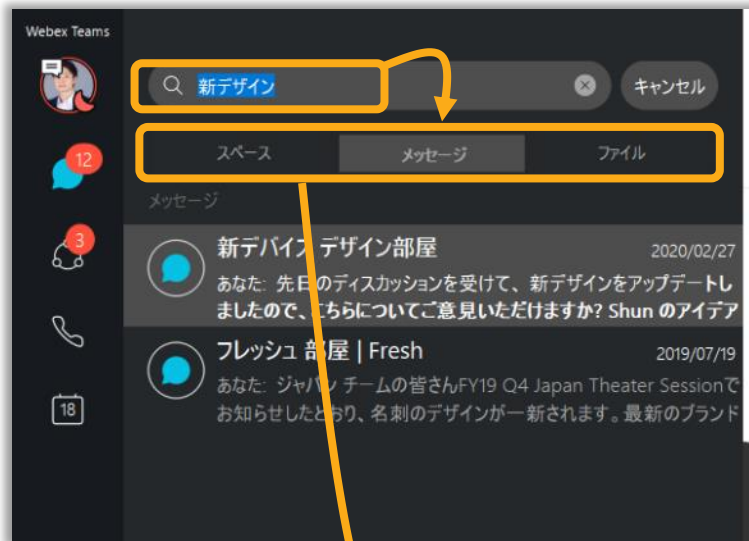 Webex Teams
新デザイン
キャンセル
12
スペース
メッセージ
ファイル
メッセージ
3
新デバイス デザイン部屋
2020/02/27
あなた: 先日のディスカッションを受けて、新デザインをアップデートし
ましたので、こちらについてご意見いただけますか? Shun のアイデア
フレッシュ 部屋 | Fresh
2019/07/19
あなた: ジャパン チームの皆さんFY19 Q4 Japan Theater Sessionで
お知らせしたとおり、名刺のデザインが一新されます。最新のブランド
18